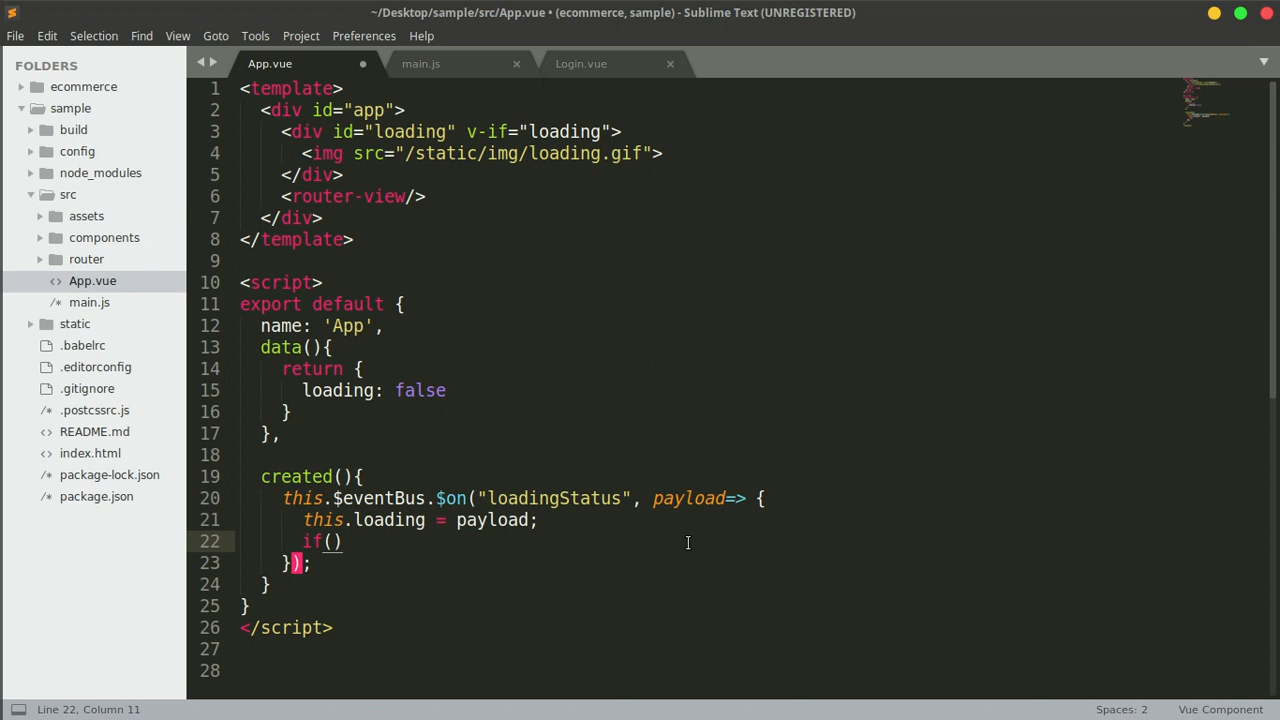 ~/Desktop/sample/src/App.vue • (ecommerce, sample) - Sublime Text (UNREGISTERED)
File Edit Selection Find View Goto Tools Project Preferences Help
FOLDERS
ecommerce
sample
build
config
node_modules
src
assets
components
router
App.vue
main.js
static
.babelrc
.editorconfig
.gitignore
.postcssrc.js
README.md
index.html
package-lock.json
package.json
App.vue main.js Login.vue
1 <template>
2   <div id="app">
3     <div id="loading" v-if="loading">
4       <img src="/static/img/loading.gif">
5     </div>
6     <router-view/>
7   </div>
8 </template>
9
10 <script>
11 export default {
12   name: 'App',
13   data(){
14     return {
15       loading: false
16     }
17   },
18
19   created(){
20     this.$eventBus.$on("loadingStatus", payload=> {
21       this.loading = payload;
22       if()
23     });
24   }
25 }
26 </script>
27
28
Line 22, Column 11 Spaces: 2 Vue Component